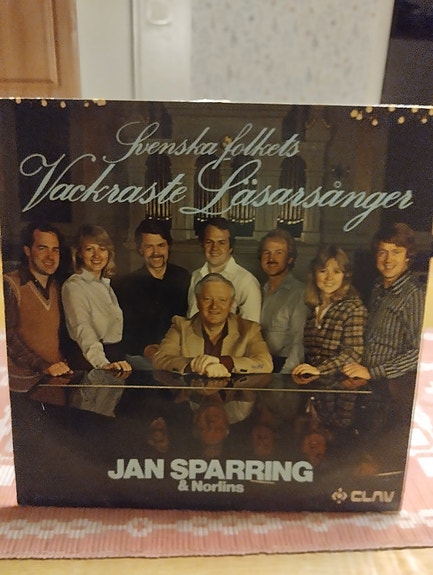 Svenska folkets
Vackraste Läsarsånger
JAN SPARRING
& Norlins
CLAV